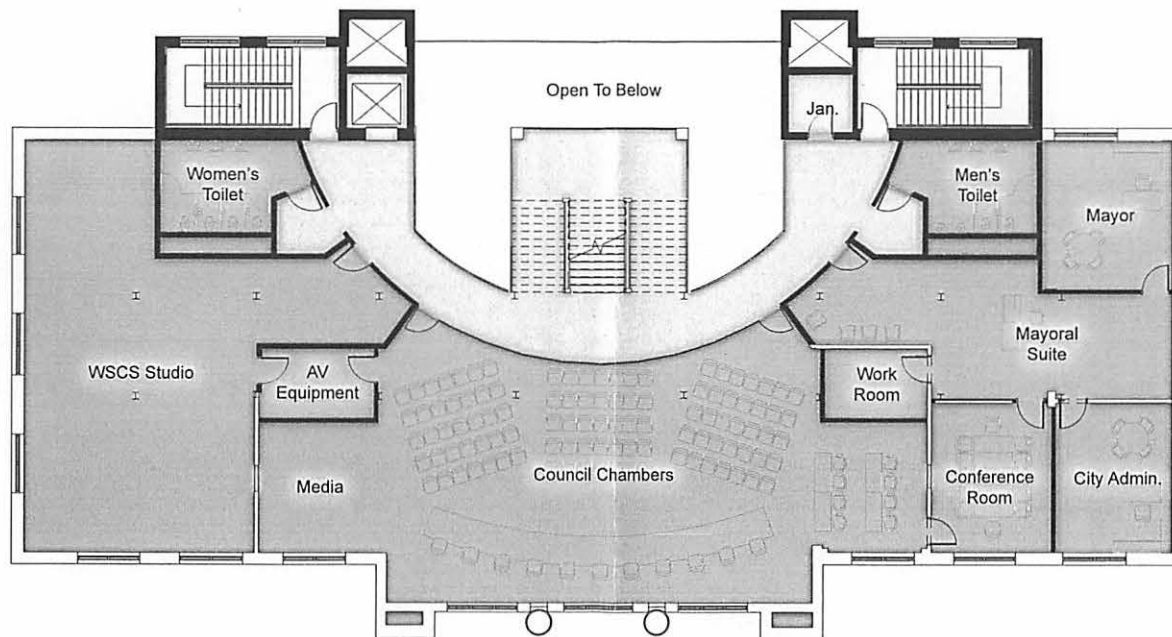 Open To Below
Jan.
Women's
Toilet
Men's
Toilet
Mayor
Mayoral
Suite
WSCS Studio
AV
Equipment
Work
Room
Media
Council Chambers
Conference
Room
City Admin.